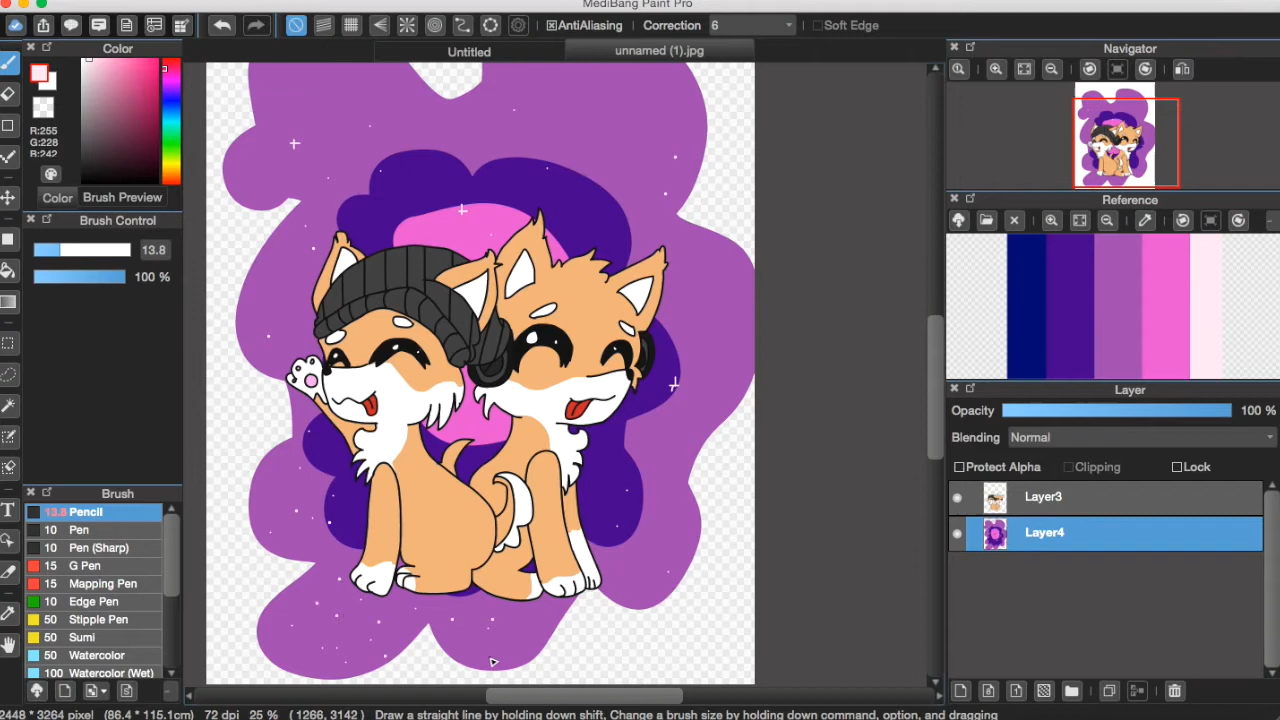 MediBang Paint Pro
AntiAliasing Correction 6 Soft Edge
Color
Untitled
unnamed (1).jpg
Navigator
R:255
G:228
B:242
Color Brush Preview
Brush Control
13.8
100 %
Reference
Layer
Opacity 100 %
Blending Normal
Protect Alpha Clipping Lock
Layer3
Layer4
Brush
13.8 Pencil
10 Pen
10 Pen (Sharp)
15 G Pen
15 Mapping Pen
10 Edge Pen
50 Stipple Pen
50 Sumi
50 Watercolor
100 Watercolor (Wet)
2448 * 3264 pixel (86.4 * 115.1cm) 72 dpi 25 % ( 1266, 3142 ) Draw a straight line by holding down shift, Change a brush size by holding down command, option, and dragging